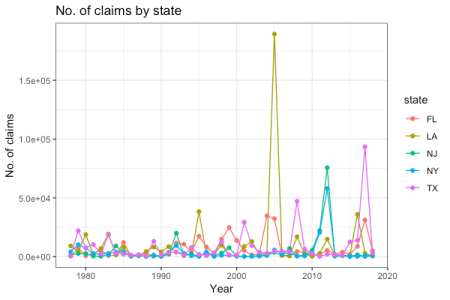 No. of claims by state
No. of claims
1.5e+05
1.0e+05
5.0e+04
0.0e+00
1980
1990
2000
2010
2020
Year
state
FL
LA
NJ
NY
TX